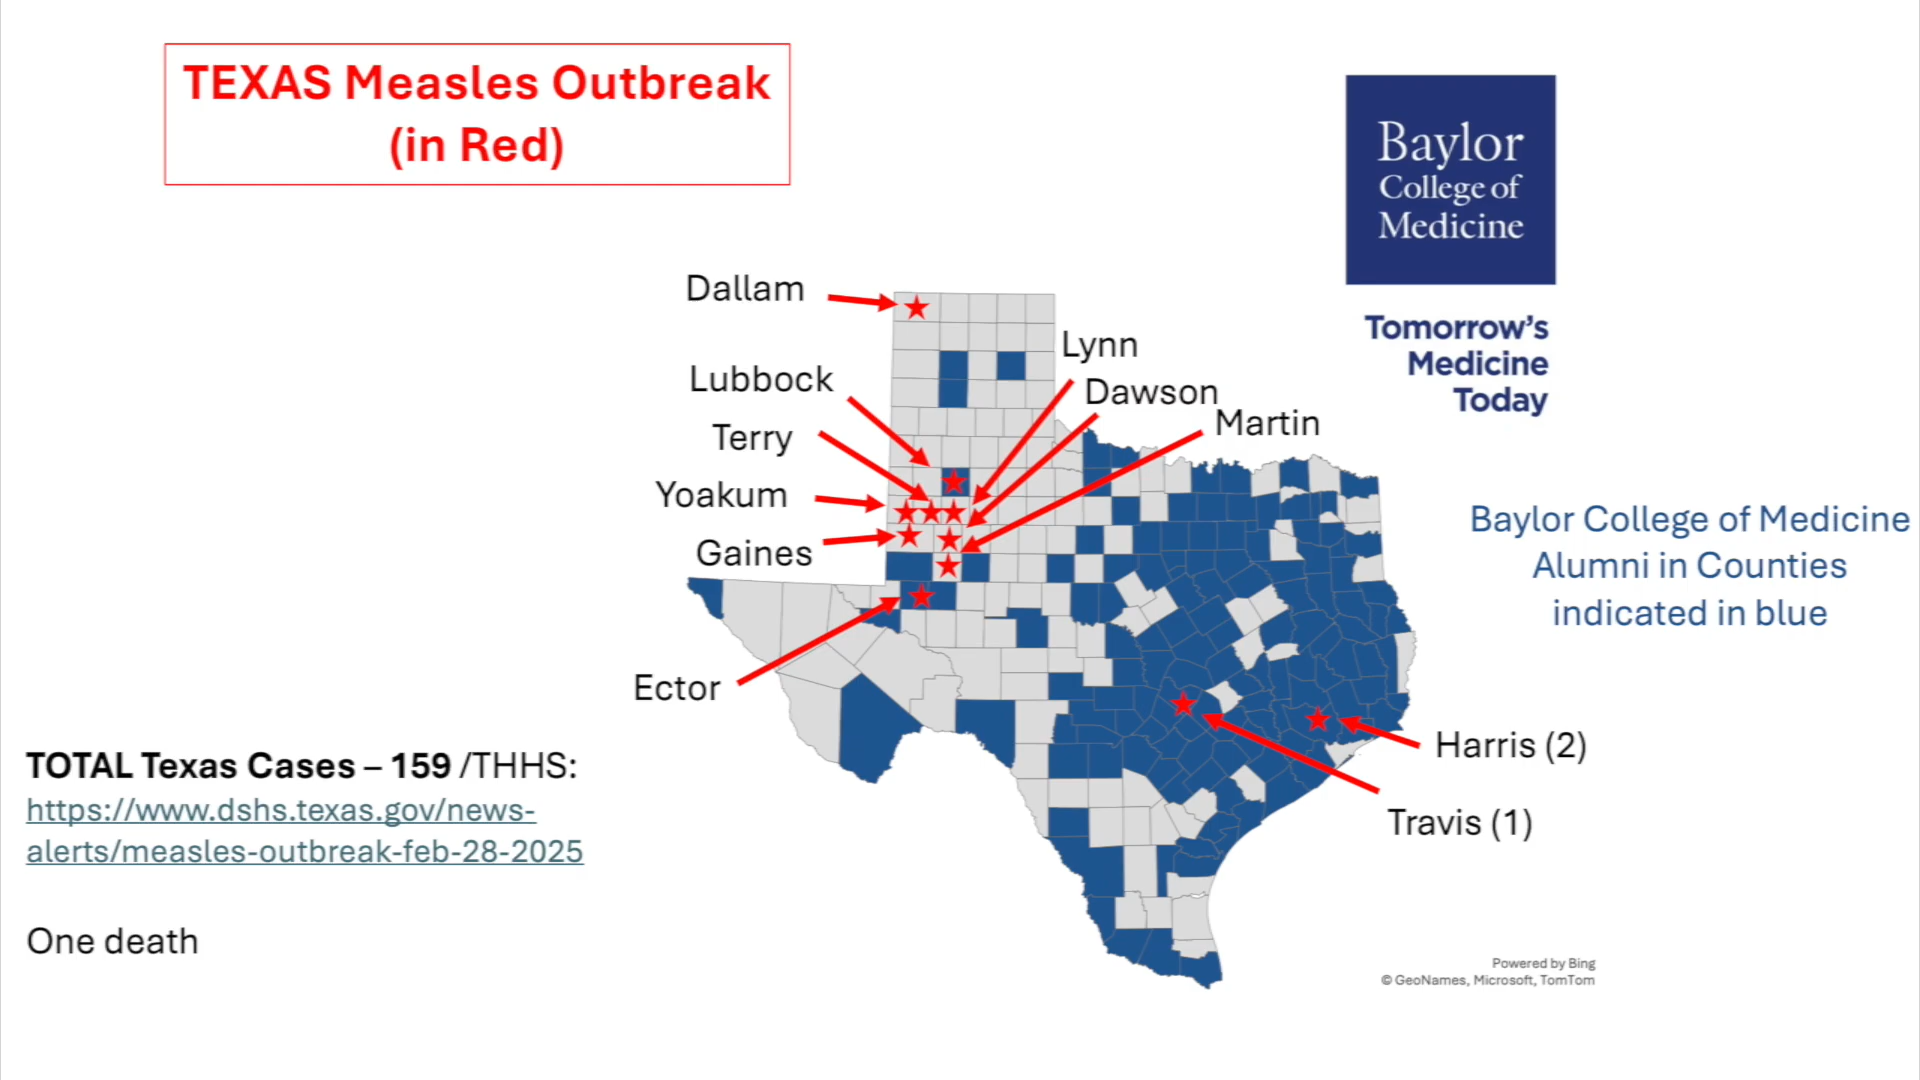 TEXAS Measles Outbreak
(in Red)
Baylor
College of
Medicine
Tomorrow's
Medicine
Today
Dallam
Lynn
Lubbock
Dawson
Martin
Terry
Yoakum
Gaines
Ector
Baylor College of Medicine
Alumni in Counties
indicated in blue
Harris (2)
Travis (1)
TOTAL Texas Cases – 159 /THHS:
https://www.dshs.texas.gov/news-
alerts/measles-outbreak-feb-28-2025
One death
Powered by Bing
© GeoNames, Microsoft, TomTom